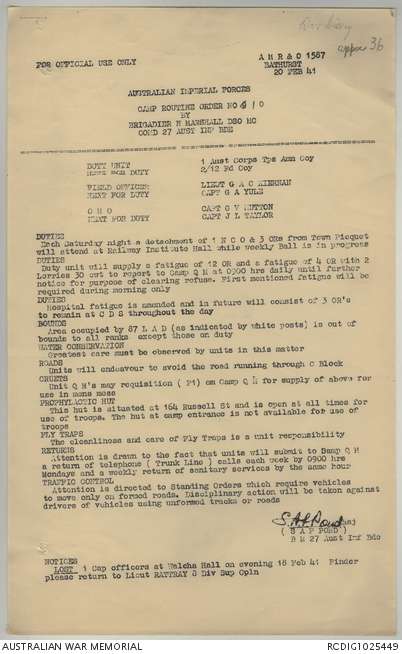 appx 36
FOR OFFICIAL USE ONLY
A M R & O 1587
BATHURST
20 FEB 41
AUSTRALIAN IMPERIAL FORCES
CAMP ROUTINE ORDER NO 10
BY
BRIGADIER H MARSHALL DSO MC
COMD 27 AUST INF BDE
DUTY UNIT 1 Aust Corps Tps Amn Coy
NEXT FOR DUTY 2/12 Fd Coy
FIELD OFFICER: LIEUT G A C KIERNAN
NEXT FOR DUTY CAPT G A YULE
O M O CAPT C V HUTTON
NEXT FOR DUTY CAPT J L TAYLOR
DUTIES
Each Saturday night a detachment of 1 N C O & 3 ORs from Town Picquet
will attend at Railway Institute Hall while weekly Ball is in progress
DUTIES
Duty unit will supply a fatigue of 12 OR and a fatigue of 4 OR with 2
Lorries 30 cwt to report to Camp Q M at 0900 hrs daily until further
notice for purpose of clearing refuse. First mentioned fatigue will be
required during morning only
DUTIES
Hospital fatigue is amended and in future will consist of 3 OR's
to remain at C D S throughout the day
BOUNDS
Area occupied by 87 L A D (as indicated by white posts) is out of
bounds to all ranks except those on duty
WATER CONSERVATION
Greatest care must be observed by units in this matter
ROADS
Units will endeavour to avoid the road running through C Block
CRUETS
Unit Q M's may requisition ( P1) on Camp Q M for supply of above for
use in mens mess
PROPHYLACTIC HUT
This hut is situated at 164 Russell St and is open at all times for
use of troops. The hut at camp entrance is not available for use of
troops
FLY TRAPS
The cleanliness and care of Fly Traps is a unit responsibility
RETURNS
Attention is drawn to the fact that units will submit to Camp Q M
a return of telephone ( Trunk Line ) calls each week by 0900 hrs
Mondays and a weekly return of sanitary services by the same hour
TRAFFIC CONTROL
Attention is directed to Standing Orders which require vehicles
to move only on formed roads. Disciplinary action will be taken against
drivers of vehicles using unformed trucks or roads
S.A.F. Pond
( S A F POND )
B M 27 Aust Inf Bde
NOTICES
LOST 1 Cap officers at Walcha Hall on evening 18 Feb 41 Finder
please return to Lieut RATTRAY 8 Div Sup Coln
AUSTRALIAN WAR MEMORIAL
RCDIG1025449